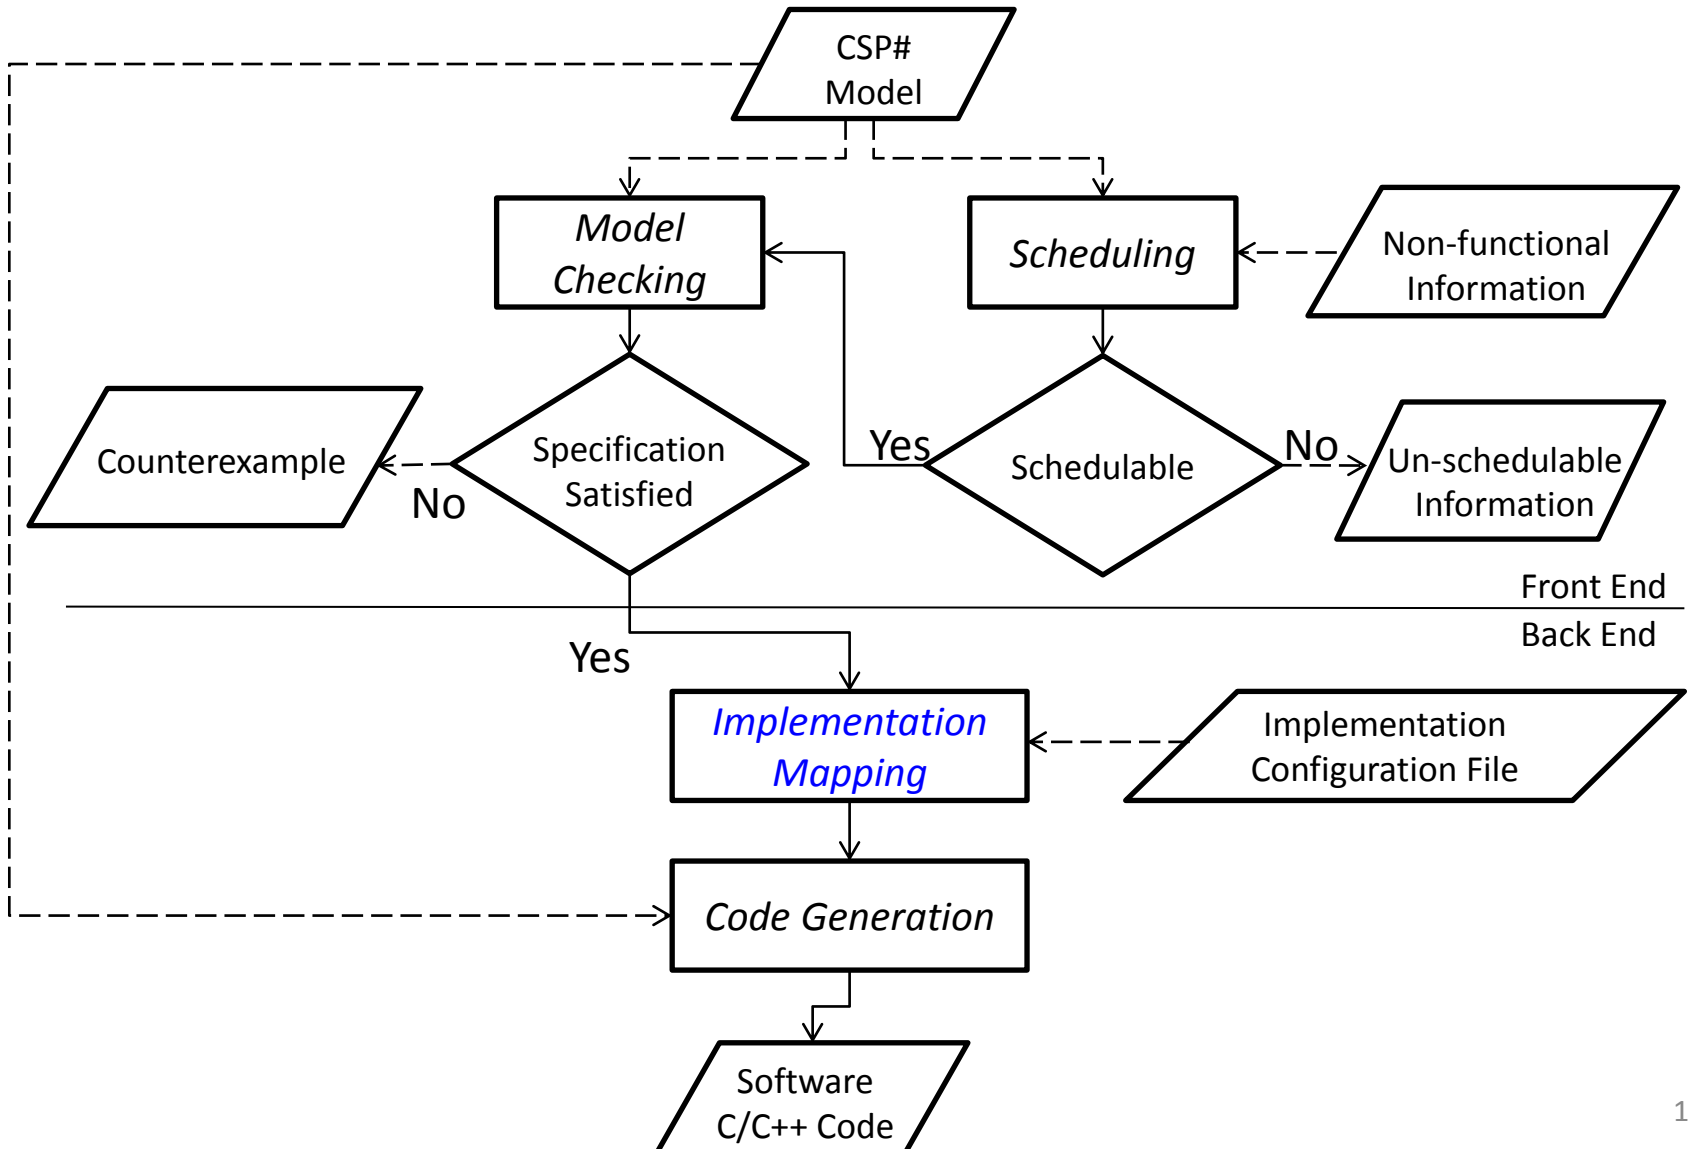 CSP#
Model
Model
Checking
Scheduling
Non-functional
Information
Counterexample
No
Specification
Satisfied
Yes
Schedulable
No
Un-schedulable
Information
Front End
Back End
Yes
Implementation
Mapping
Implementation
Configuration File
Code Generation
Software
C/C++ Code
1